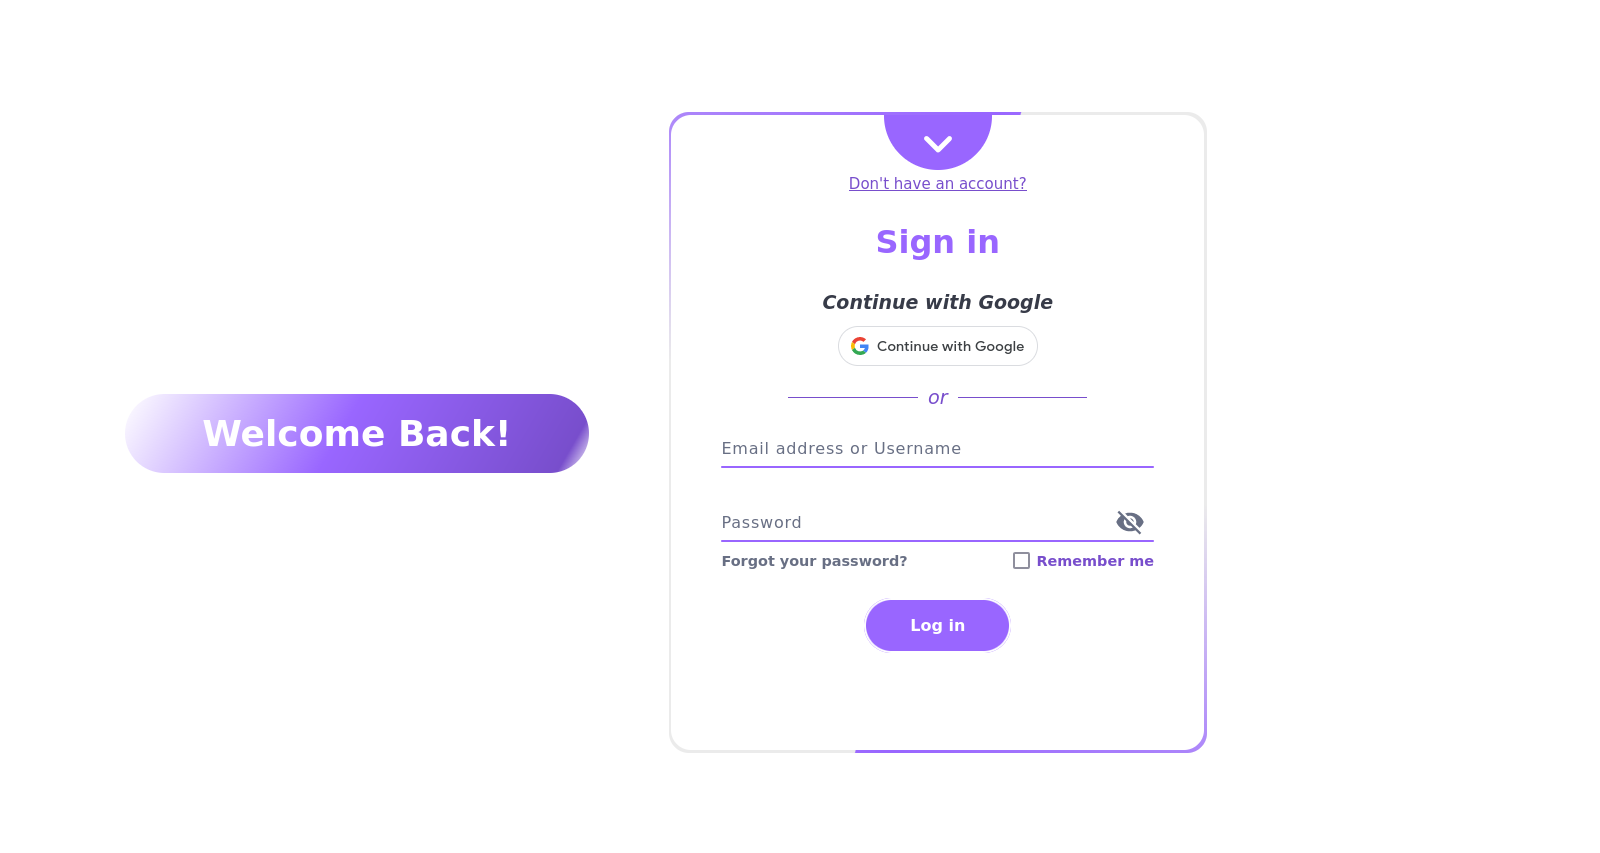 Welcome Back!
Don't have an account?
Sign in
Continue with Google
Continue with Google
or
Email address or Username
Password
Forgot your password?
Remember me
Log in